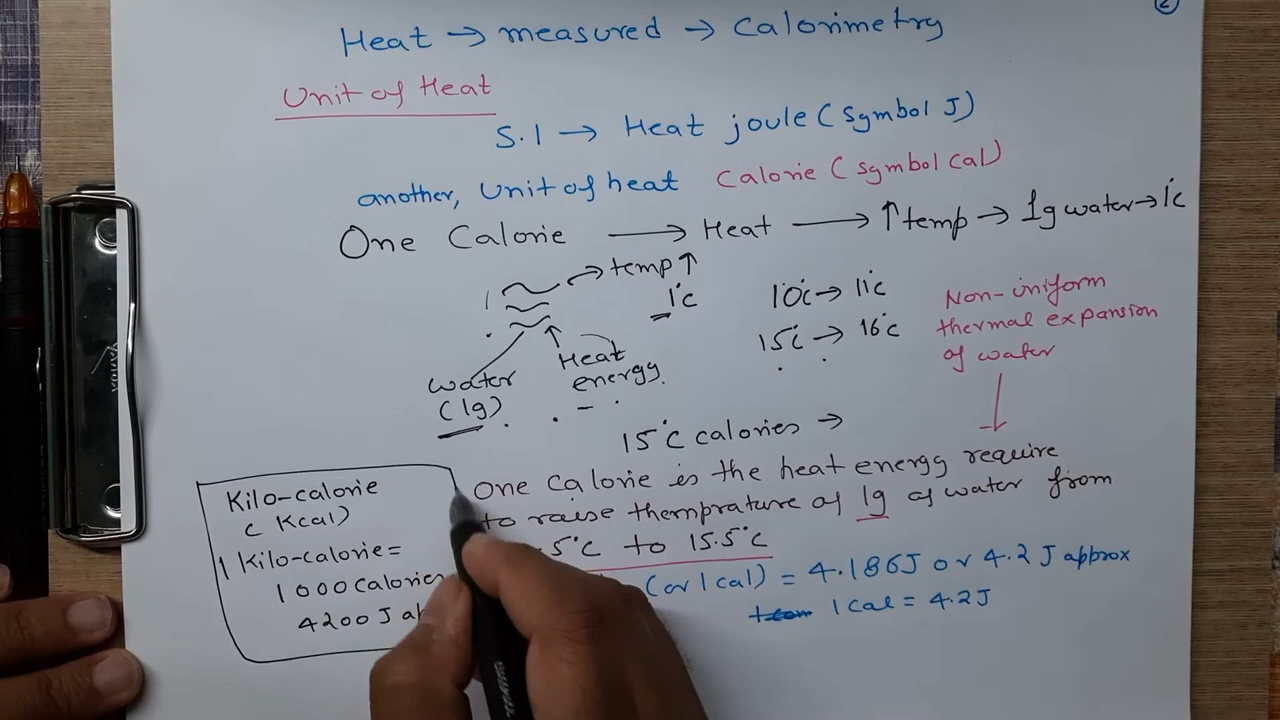 2
Heat → measured → Calorimetry
Unit of Heat
S.I → Heat joule (Symbol J)
another, Unit of heat Calorie (symbol Cal)
One Calorie → Heat → ↑ temp → 1g water → 1°c
→ temp ↑
1°c
10°c → 11°c
15°c → 16°c
Non-uniform
thermal expansion
of water
Heat
energy
water
(1g)
15°C calories →
One Calorie is the heat energy require
to raise themprature of 1g of water from
.5°C to 15.5°C
(or 1 cal) = 4.186J or 4.2 J approx
1 Cal = 4.2J
Kilo-calorie
( Kcal)
1 Kilo-calorie =
1000 Calories
4200 J